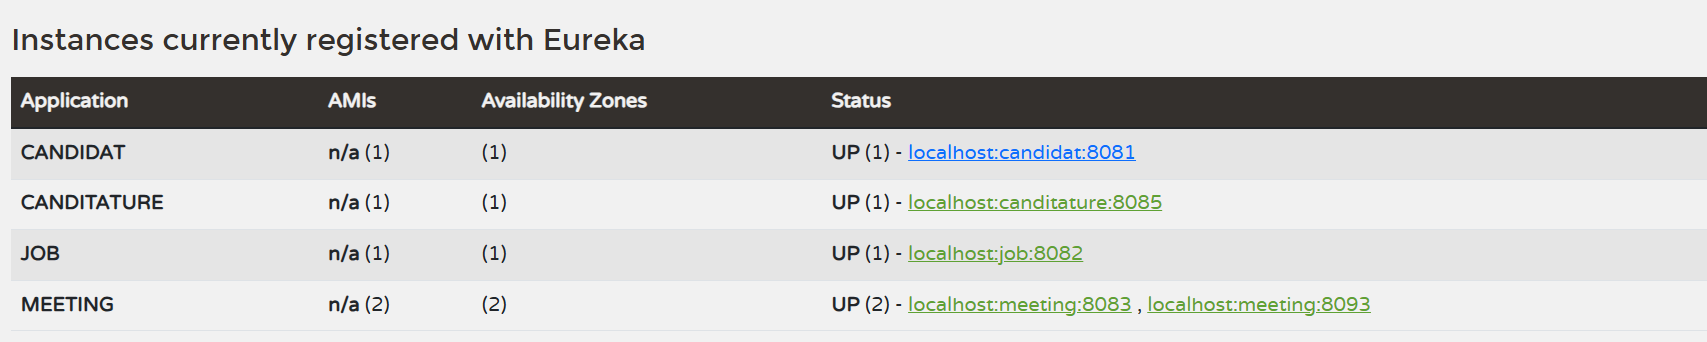 Instances currently registered with Eureka
Application AMIs Availability Zones Status
CANDIDAT n/a (1) (1) UP (1) - localhost:candidat:8081
CANDITATURE n/a (1) (1) UP (1) - localhost:canditature:8085
JOB n/a (1) (1) UP (1) - localhost:job:8082
MEETING n/a (2) (2) UP (2) - localhost:meeting:8083 , localhost:meeting:8093